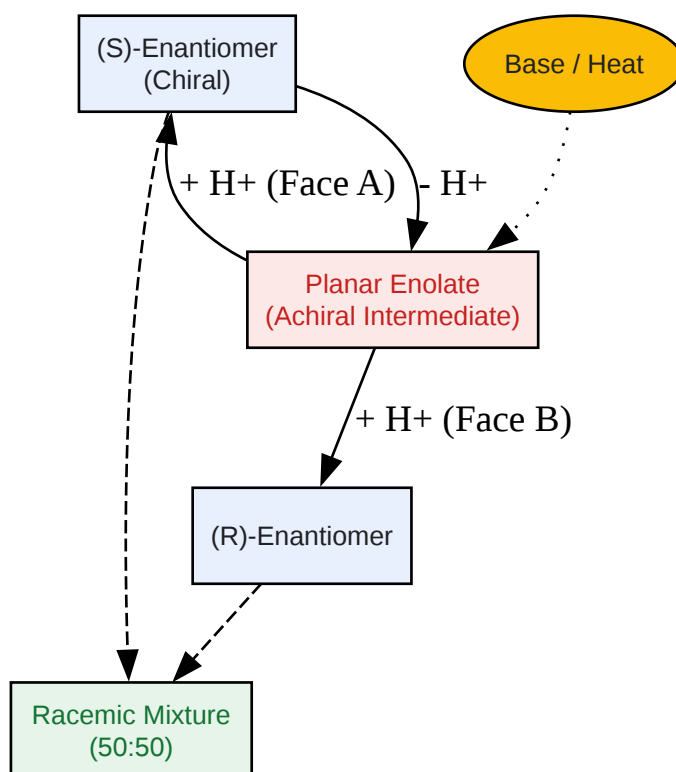 (S)-Enantiomer
(Chiral)
Base / Heat
+ H+ (Face A)
- H+
Planar Enolate
(Achiral Intermediate)
+ H+ (Face B)
(R)-Enantiomer
Racemic Mixture
(50:50)